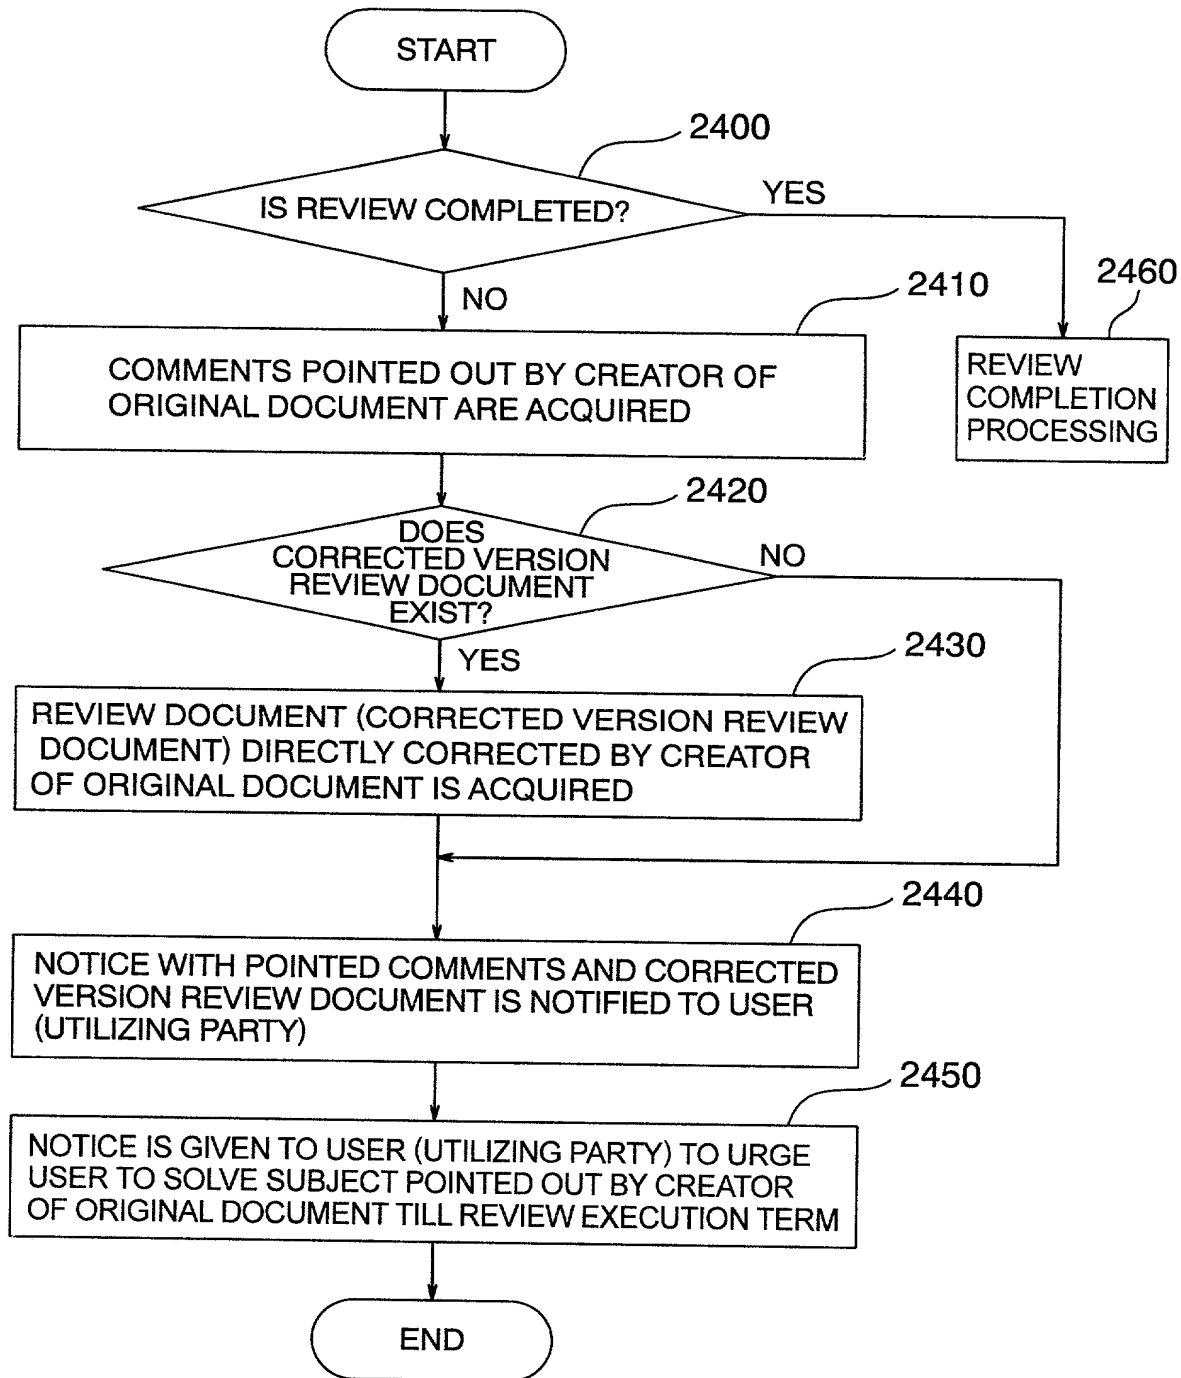 START
2400
IS REVIEW COMPLETED?
YES
NO
2410
2460
COMMENTS POINTED OUT BY CREATOR OF
ORIGINAL DOCUMENT ARE ACQUIRED
REVIEW
COMPLETION
PROCESSING
2420
DOES
CORRECTED VERSION
REVIEW DOCUMENT
EXIST?
NO
YES
2430
REVIEW DOCUMENT (CORRECTED VERSION REVIEW
DOCUMENT) DIRECTLY CORRECTED BY CREATOR
OF ORIGINAL DOCUMENT IS ACQUIRED
2440
NOTICE WITH POINTED COMMENTS AND CORRECTED
VERSION REVIEW DOCUMENT IS NOTIFIED TO USER
(UTILIZING PARTY)
2450
NOTICE IS GIVEN TO USER (UTILIZING PARTY) TO URGE
USER TO SOLVE SUBJECT POINTED OUT BY CREATOR
OF ORIGINAL DOCUMENT TILL REVIEW EXECUTION TERM
END